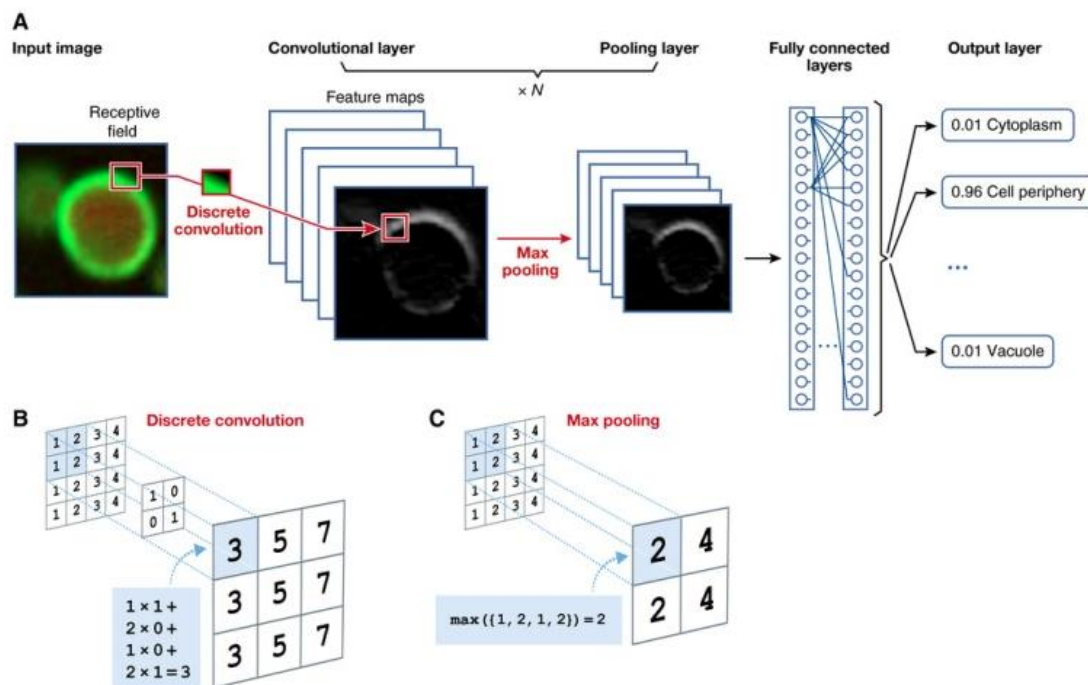 A
Input image
Convolutional layer
Pooling layer
Fully connected
layers
Output layer
× N
Receptive
field
Feature maps
Discrete
convolution
Max
pooling
0.01 Cytoplasm
0.96 Cell periphery
...
0.01 Vacuole
...
B
Discrete convolution
1 2 3 4
1 2 3 4
1 2 3 4
1 2 3 4
1 0
0 1
3 5 7
3 5 7
3 5 7
1 × 1 +
2 × 0 +
1 × 0 +
2 × 1 = 3
C
Max pooling
1 2 3 4
1 2 3 4
1 2 3 4
1 2 3 4
2 4
2 4
max({1, 2, 1, 2}) = 2